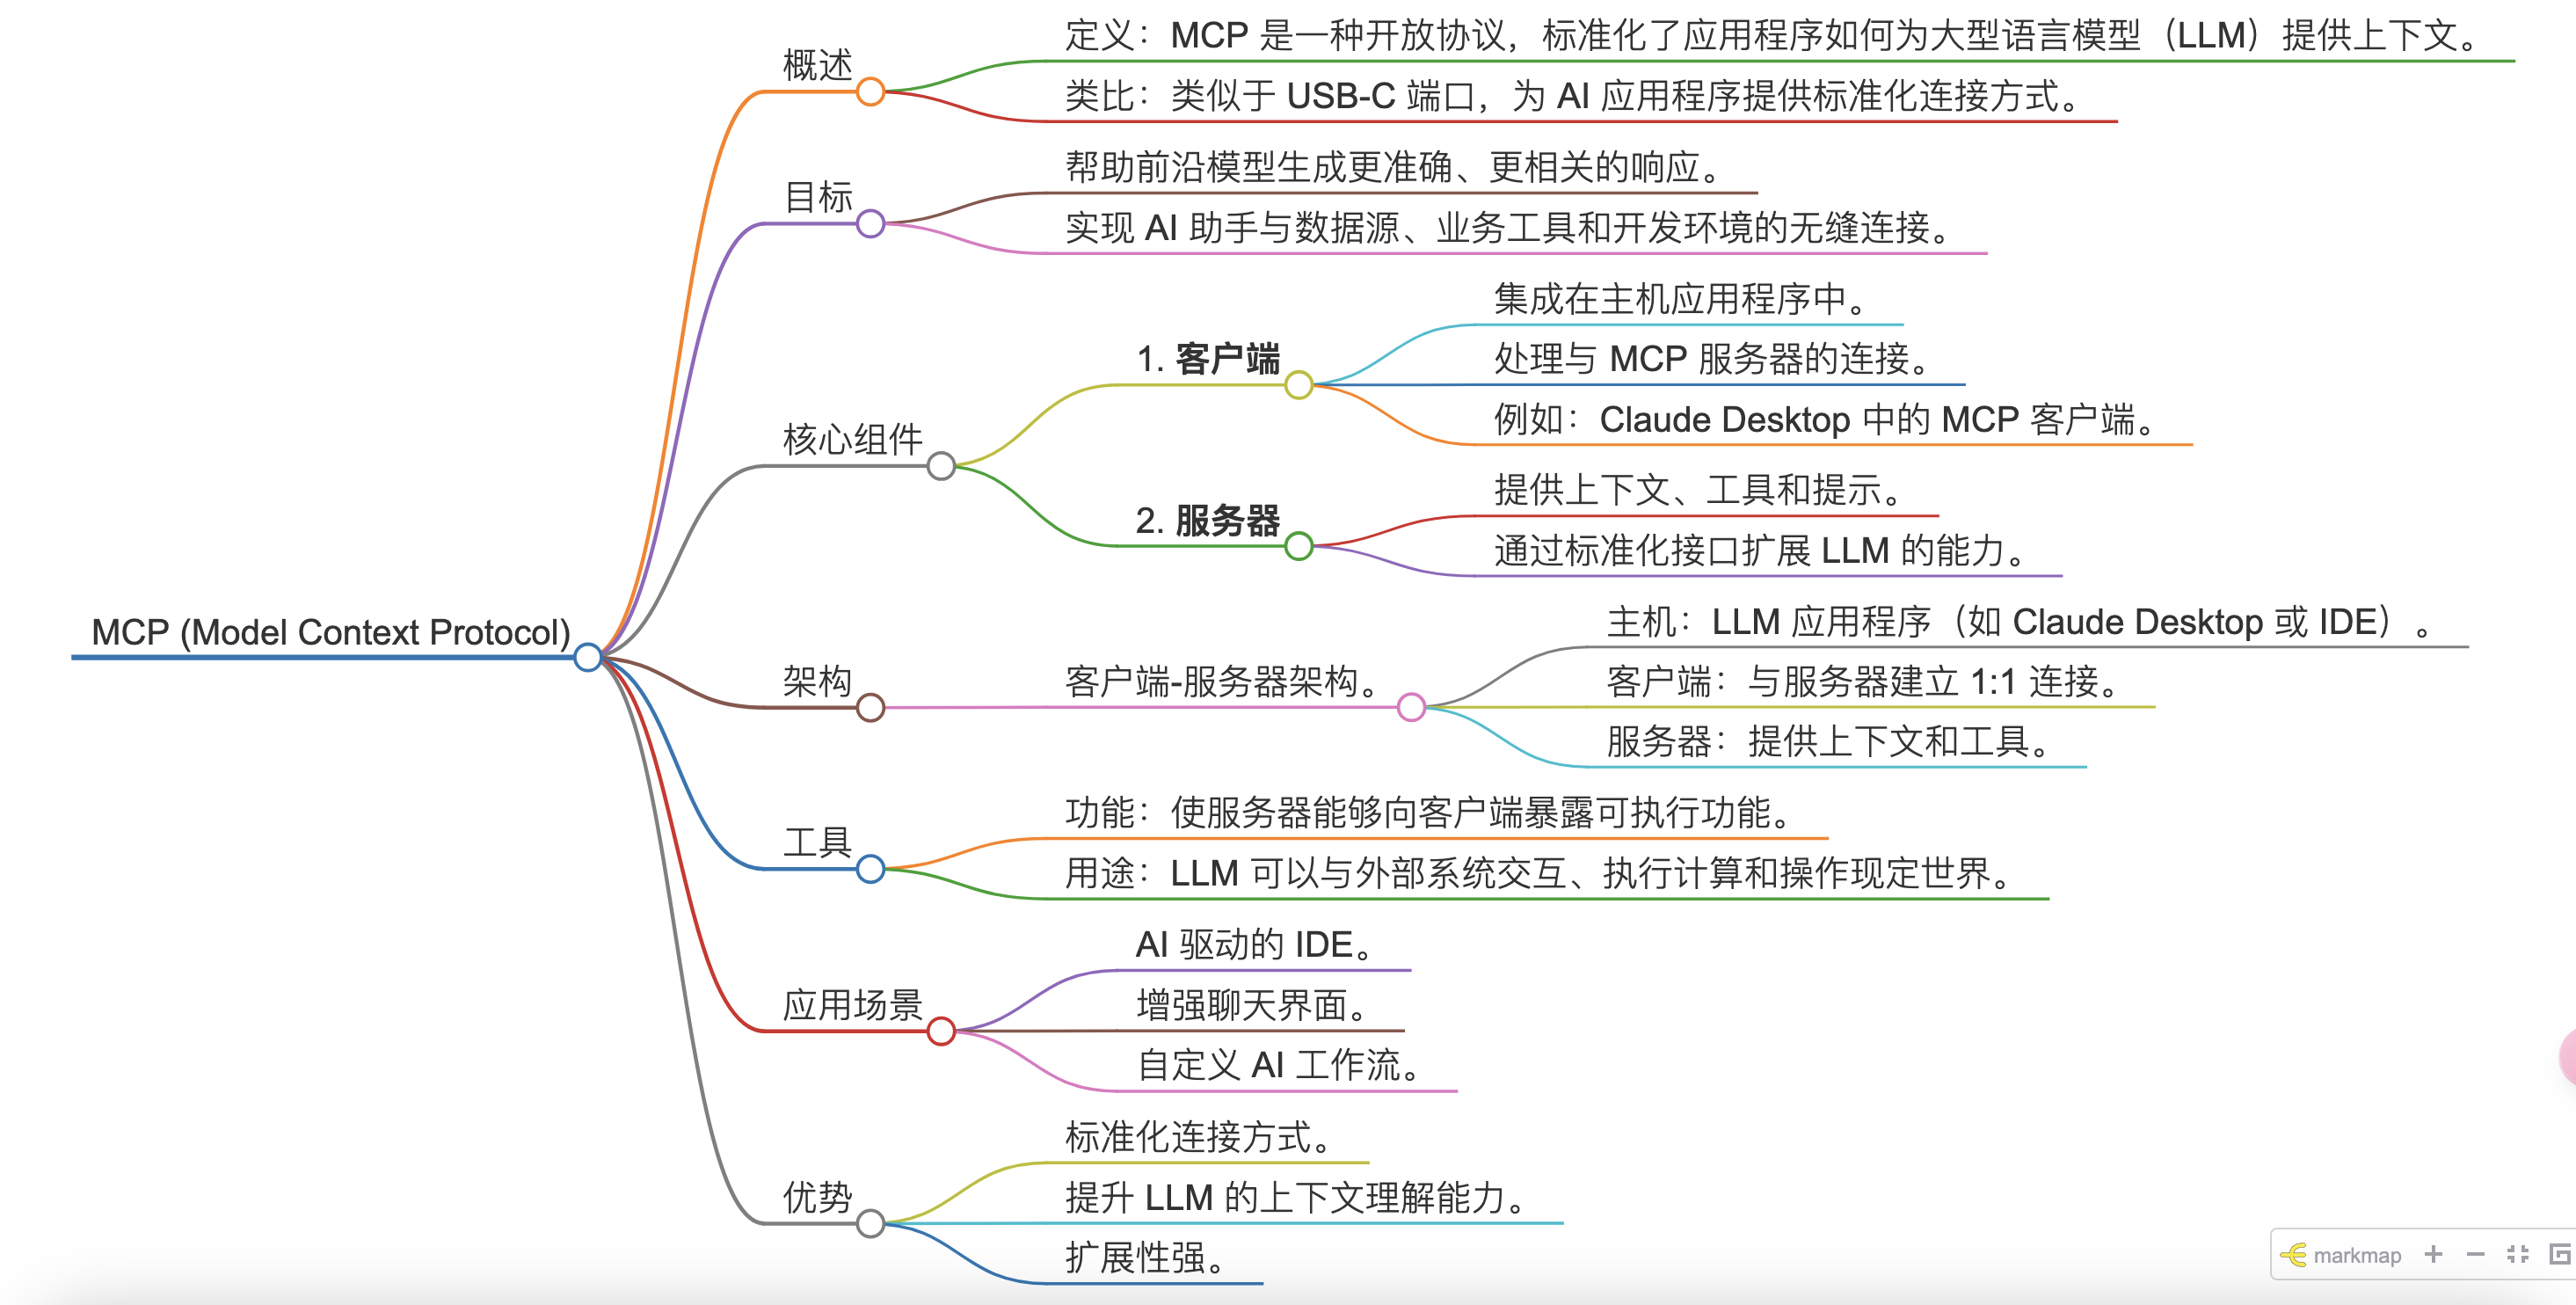 MCP (Model Context Protocol)
概述
定义：MCP 是一种开放协议，标准化了应用程序如何为大型语言模型（LLM）提供上下文。
类比：类似于 USB-C 端口，为 AI 应用程序提供标准化连接方式。
目标
帮助前沿模型生成更准确、更相关的响应。
实现 AI 助手与数据源、业务工具和开发环境的无缝连接。
核心组件
1. 客户端
集成在主机应用程序中。
处理与 MCP 服务器的连接。
例如：Claude Desktop 中的 MCP 客户端。
2. 服务器
提供上下文、工具和提示。
通过标准化接口扩展 LLM 的能力。
架构
客户端-服务器架构。
主机：LLM 应用程序（如 Claude Desktop 或 IDE）。
客户端：与服务器建立 1:1 连接。
服务器：提供上下文和工具。
工具
功能：使服务器能够向客户端暴露可执行功能。
用途：LLM 可以与外部系统交互、执行计算和操作现定世界。
应用场景
AI 驱动的 IDE。
增强聊天界面。
自定义 AI 工作流。
优势
标准化连接方式。
提升 LLM 的上下文理解能力。
扩展性强。
markmap